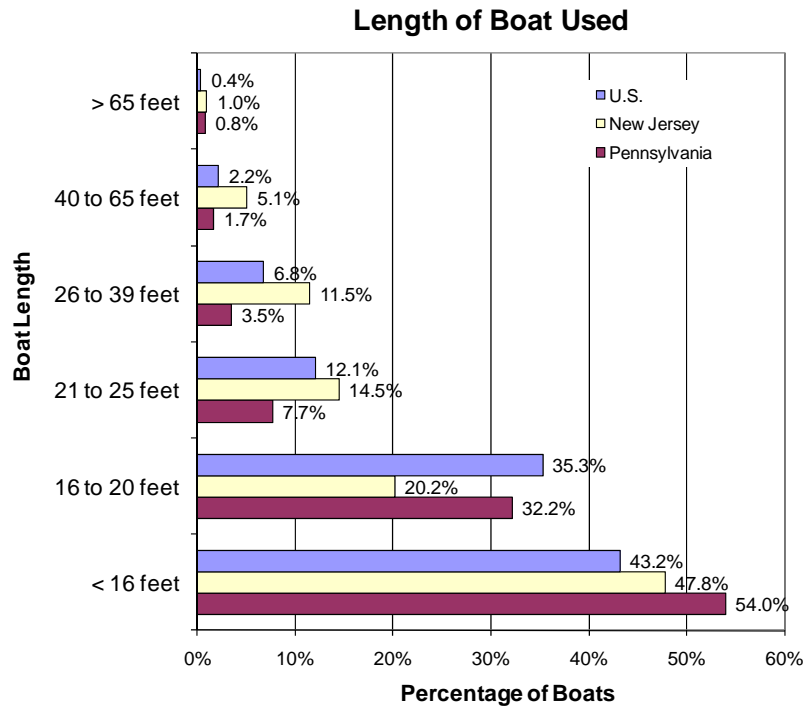 Length of Boat Used
U.S.
New Jersey
Pennsylvania
Boat Length
> 65 feet
0.4%
1.0%
0.8%
40 to 65 feet
2.2%
5.1%
1.7%
26 to 39 feet
6.8%
11.5%
3.5%
21 to 25 feet
12.1%
14.5%
7.7%
16 to 20 feet
35.3%
20.2%
32.2%
< 16 feet
43.2%
47.8%
54.0%
0% 10% 20% 30% 40% 50% 60%
Percentage of Boats